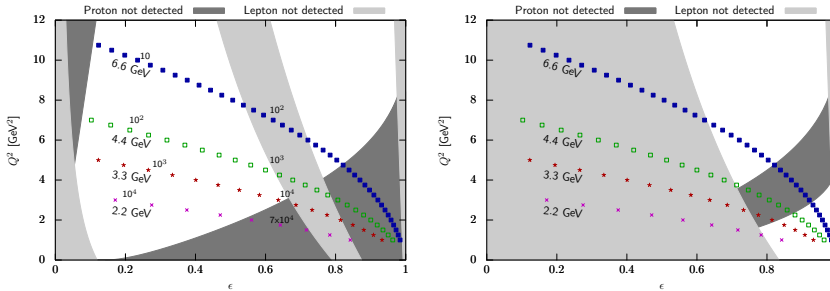 Proton not detected Lepton not detected
12
10
8
6
4
2
0
Q² [GeV²]
10
6.6 GeV
10²
10²
4.4 GeV
10³
10³
3.3 GeV
10⁴
10⁴
2.2 GeV
7×10⁴
0 0.2 0.4 0.6 0.8 1
ϵ
Proton not detected Lepton not detected
12
10
8
6
4
2
0
Q² [GeV²]
6.6 GeV
4.4 GeV
3.3 GeV
2.2 GeV
0 0.2 0.4 0.6 0.8
ϵ